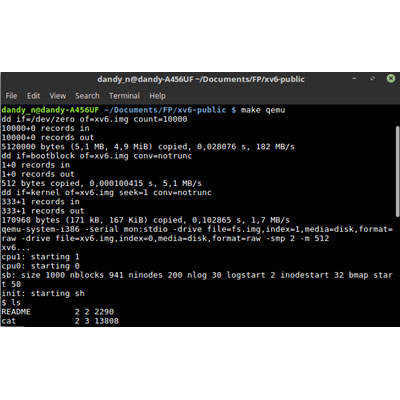 dandy_n@dandy-A456UF ~/Documents/FP/xv6-public
File Edit View Search Terminal Help
dandy_n@dandy-A456UF ~/Documents/FP/xv6-public $ make qemu
dd if=/dev/zero of=xv6.img count=10000
10000+0 records in
10000+0 records out
5120000 bytes (5,1 MB, 4,9 MiB) copied, 0,028076 s, 182 MB/s
dd if=bootblock of=xv6.img conv=notrunc
1+0 records in
1+0 records out
512 bytes copied, 0,000100415 s, 5,1 MB/s
dd if=kernel of=xv6.img seek=1 conv=notrunc
333+1 records in
333+1 records out
170968 bytes (171 kB, 167 KiB) copied, 0,102865 s, 1,7 MB/s
qemu-system-i386 -serial mon:stdio -drive file=fs.img,index=1,media=disk,format=
raw -drive file=xv6.img,index=0,media=disk,format=raw -smp 2 -m 512
xv6...
cpu1: starting 1
cpu0: starting 0
sb: size 1000 nblocks 941 ninodes 200 nlog 30 logstart 2 inodestart 32 bmap star
t 58
init: starting sh
$ ls
README 2 2 2290
cat 2 3 13808